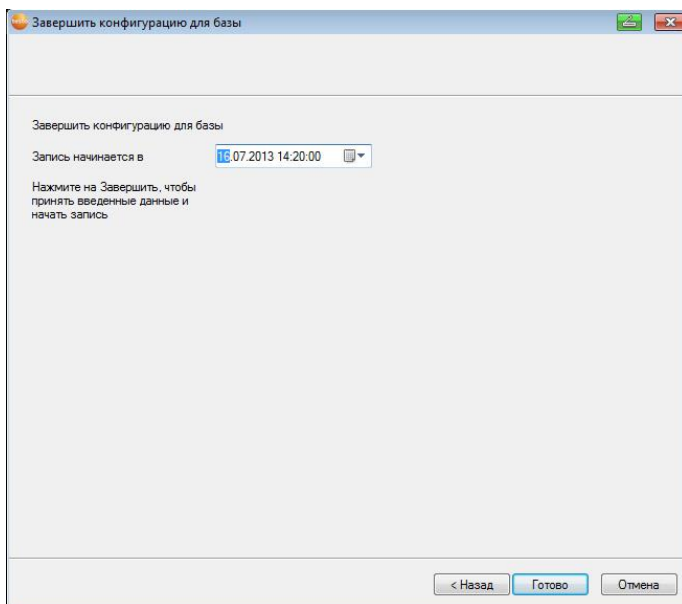 Завершить конфигурацию для базы
Завершить конфигурацию для базы
Запись начинается в 16.07.2013 14:20:00
Нажмите на Завершить, чтобы
принять введенные данные и
начать запись
< Назад Готово Отмена